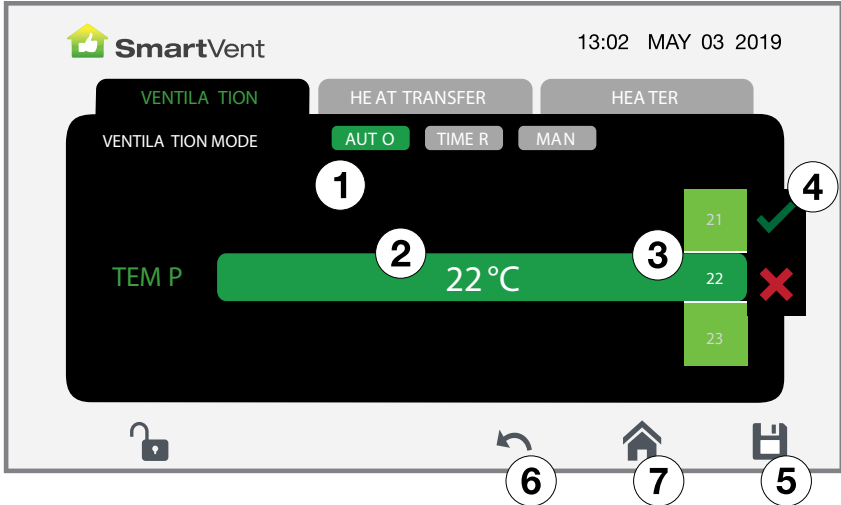 SmartVent
13:02 MAY 03 2019
VENTILA TION HE AT TRANSFER HEA TER
VENTILA TION MODE AUT O TIME R MAN
1
4
21
2
3
TEM P 22°C 22
23
6
7
5